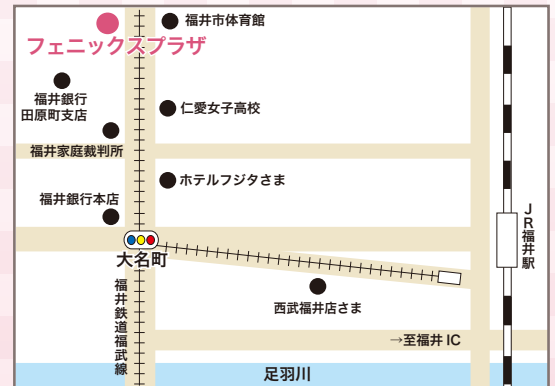 福井市体育館
フェニックスプラザ
福井銀行
田原町支店
仁愛女子高校
福井家庭裁判所
ホテルフジタさま
福井銀行本店
大名町
JR福井駅
福井鉄道福武線
西武福井店さま
→至福井IC
足羽川